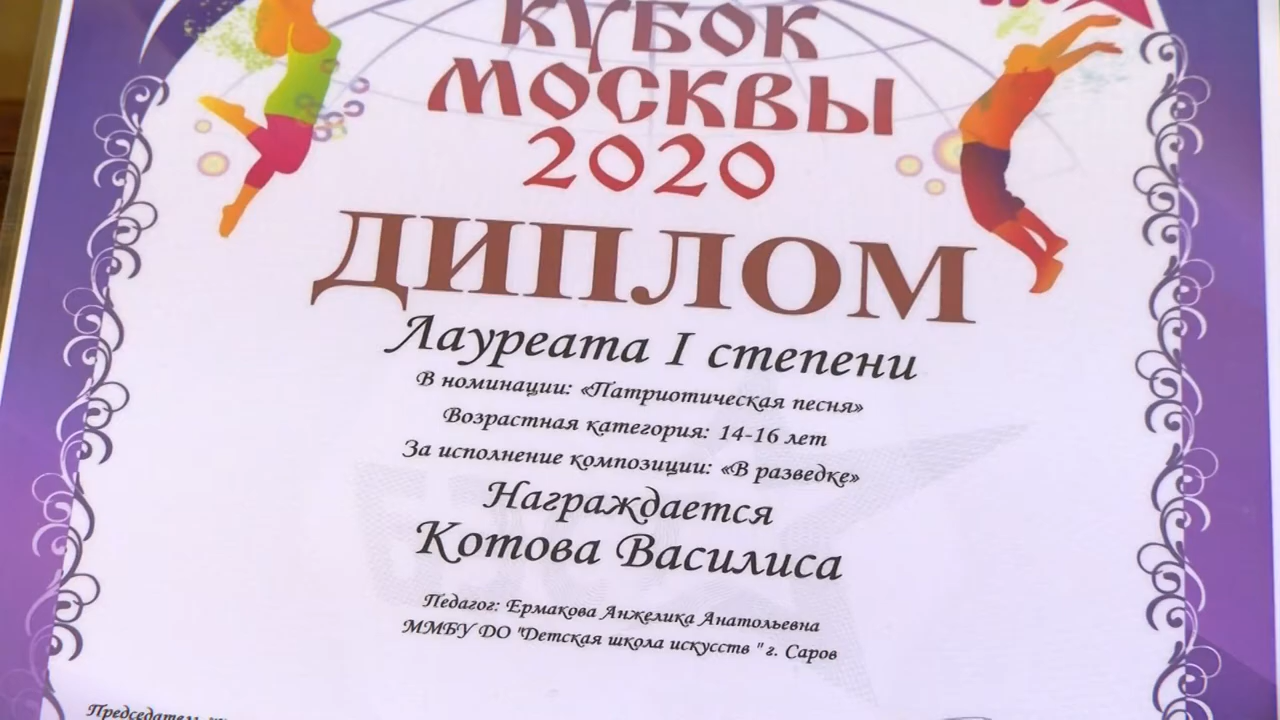 КУБОК
МОСКВЫ
2020
ДИПЛОМ
Лауреата I степени
В номинации: «Патриотическая песня»
Возрастная категория: 14-16 лет
За исполнение композиции: «В разведке»
Награждается
Котова Василиса
Педагог: Ермакова Анжелика Анатольевна
ММБУ ДО "Детская школа искусств " г. Саров
Председатель